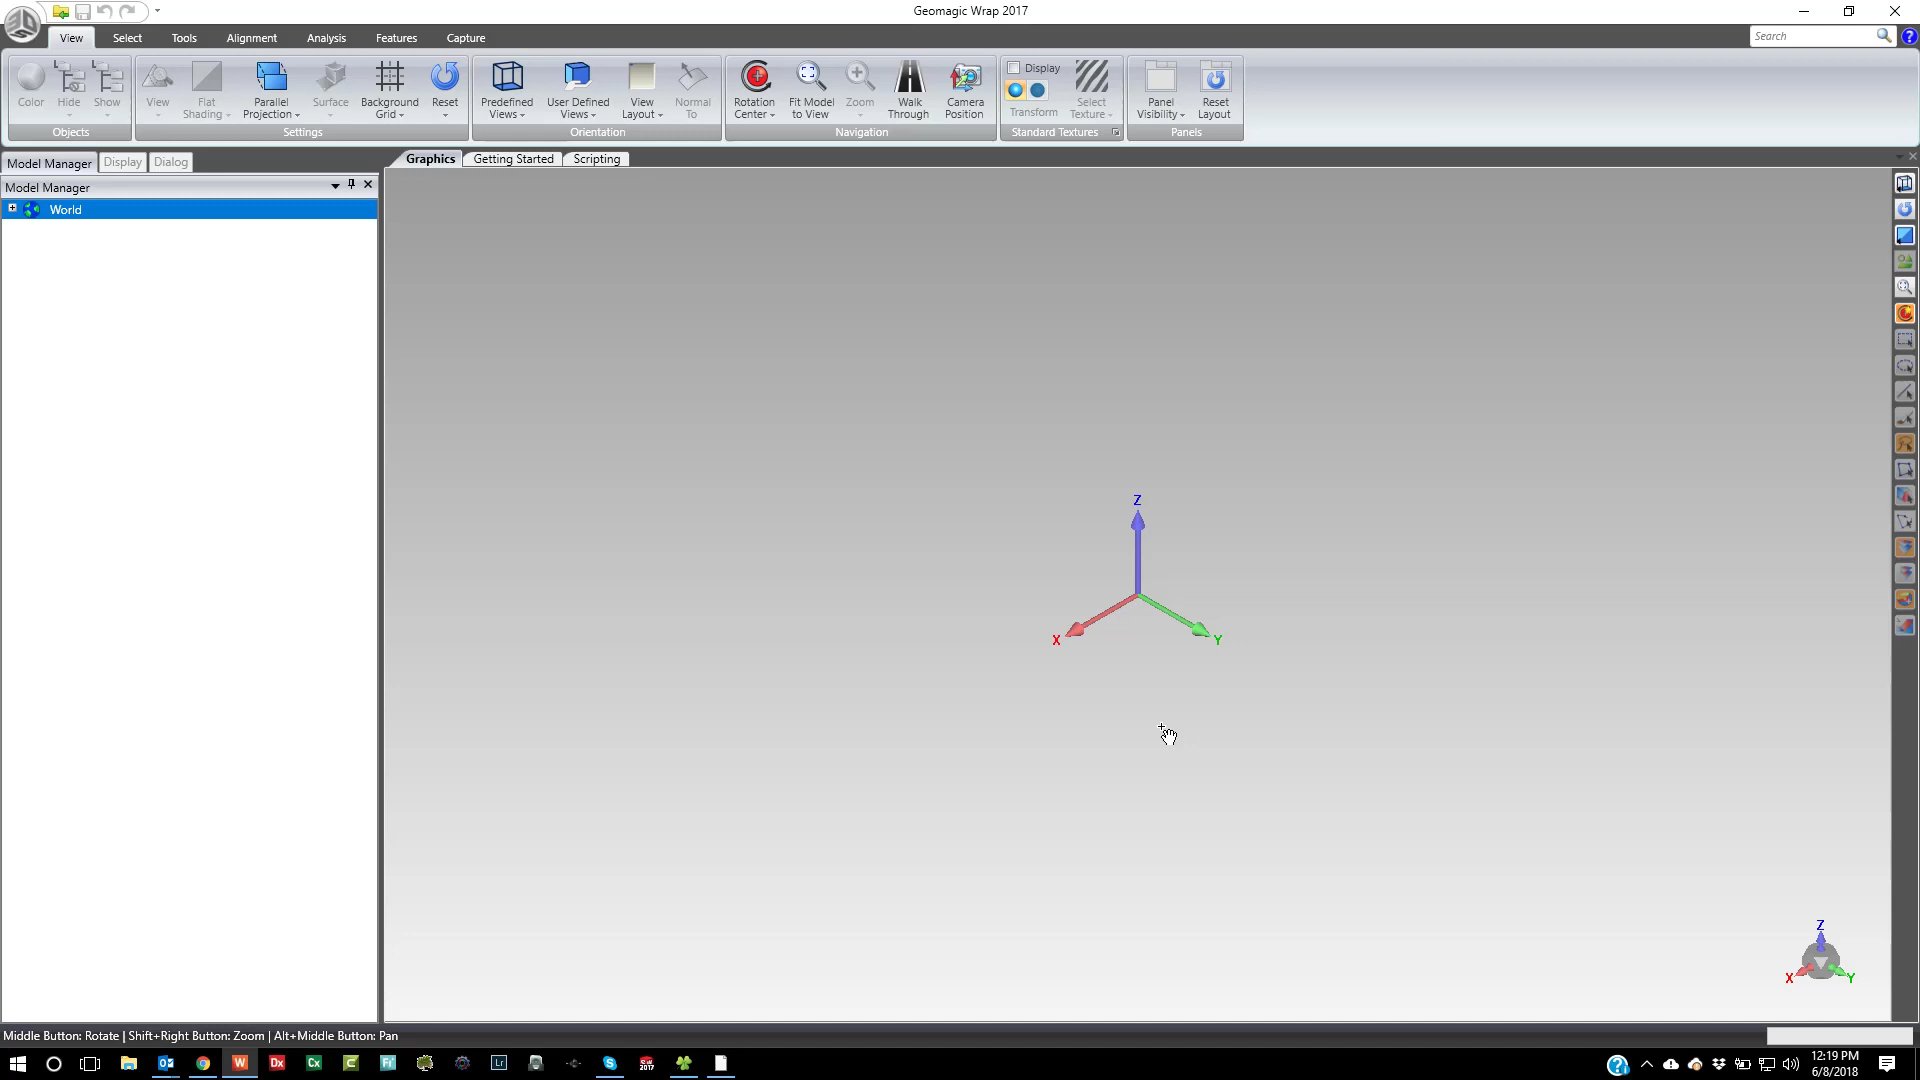 Geomagic Wrap 2017
View Select Tools Alignment Analysis Features Capture
Search
Color Hide Show View Flat Shading Parallel Projection Surface Background Grid Reset Predefined Views User Defined Views View Layout Normal To Rotation Center Fit Model to View Zoom Walk Through Camera Position Display Transform Select Texture Panel Visibility Reset Layout
Objects Settings Orientation Navigation Standard Textures Panels
Model Manager Display Dialog Graphics Getting Started Scripting
Model Manager
World
Z
X Y
Z
X Y
Middle Button: Rotate | Shift+Right Button: Zoom | Alt+Middle Button: Pan
W Dx Cx Lr S 2017
12:19 PM
6/8/2018